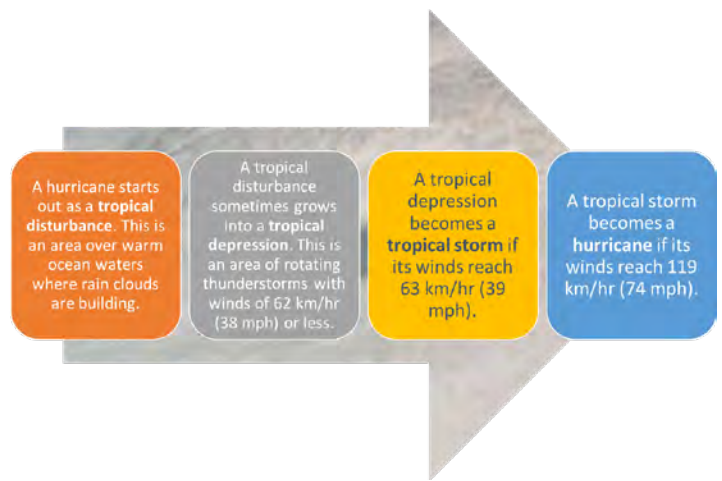 A hurricane starts
out as a tropical
disturbance. This is
an area over warm
ocean waters
where rain clouds
are building.
A tropical
disturbance
sometimes grows
into a tropical
depression. This is
an area of rotating
thunderstorms with
winds of 62 km/hr
(38 mph) or less.
A tropical
depression
becomes a
tropical storm if
its winds reach
63 km/hr (39
mph).
A tropical storm
becomes a
hurricane if its
winds reach 119
km/hr (74 mph).